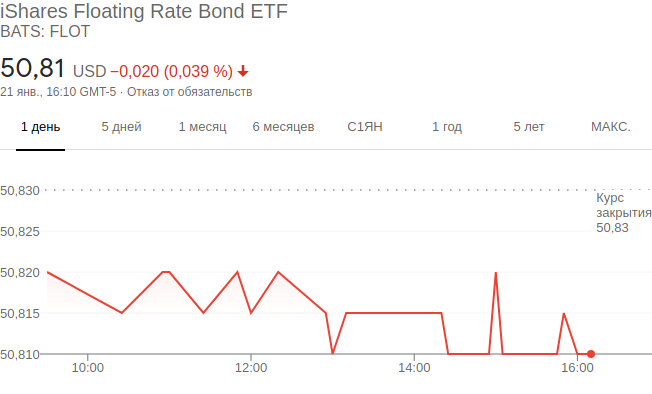 iShares Floating Rate Bond ETF
BATS: FLOT
50,81 USD −0,020 (0,039 %)
21 янв., 16:10 GMT-5 · Отказ от обязательств
1 день 5 дней 1 месяц 6 месяцев С1ЯН 1 год 5 лет МАКС.
50,830
Курс
закрытия
50,83
50,825
50,820
50,815
50,810
10:00 12:00 14:00 16:00